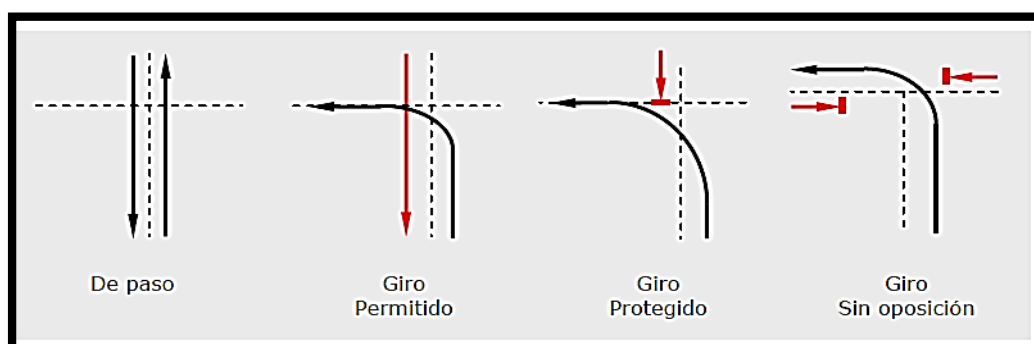 De paso
Giro
Permitido
Giro
Protegido
Giro
Sin oposición